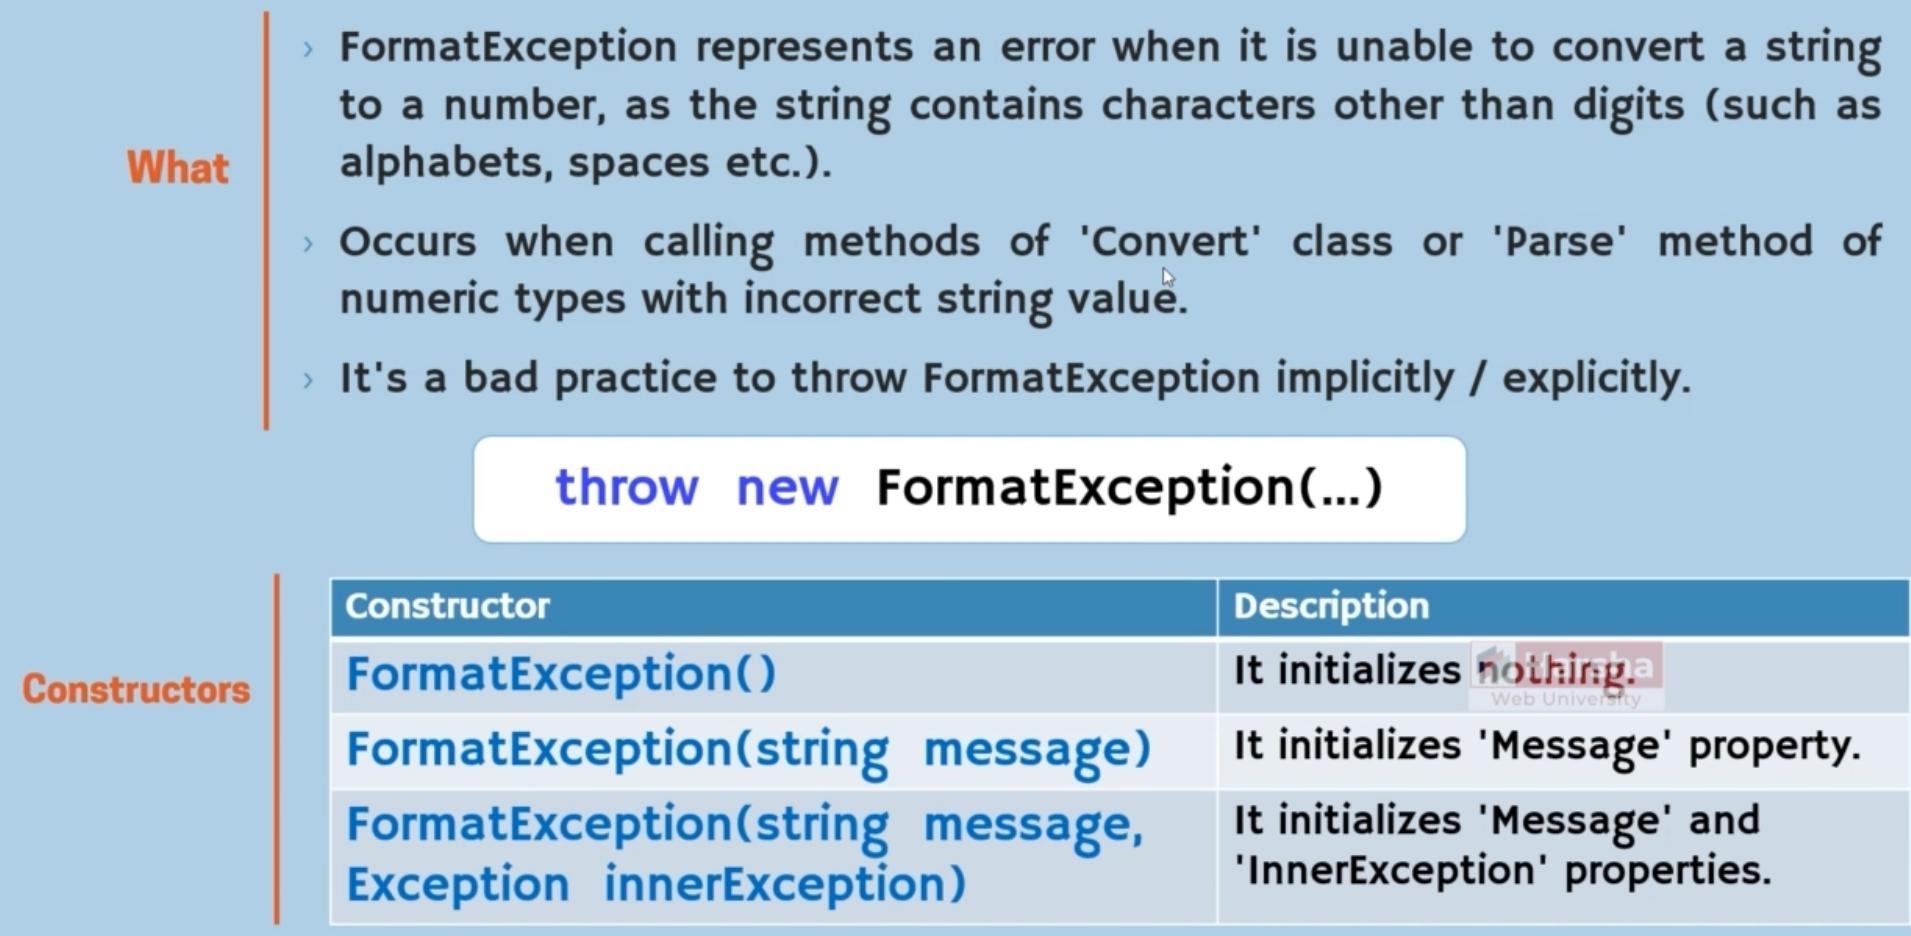 What
› FormatException represents an error when it is unable to convert a string
to a number, as the string contains characters other than digits (such as
alphabets, spaces etc.).
› Occurs when calling methods of 'Convert' class or 'Parse' method of
numeric types with incorrect string value.
› It's a bad practice to throw FormatException implicitly / explicitly.
throw new FormatException(...)
Constructors
Constructor Description
FormatException() It initializes nothing.
Harsha
Web University
FormatException(string message) It initializes 'Message' property.
FormatException(string message, It initializes 'Message' and
Exception innerException) 'InnerException' properties.